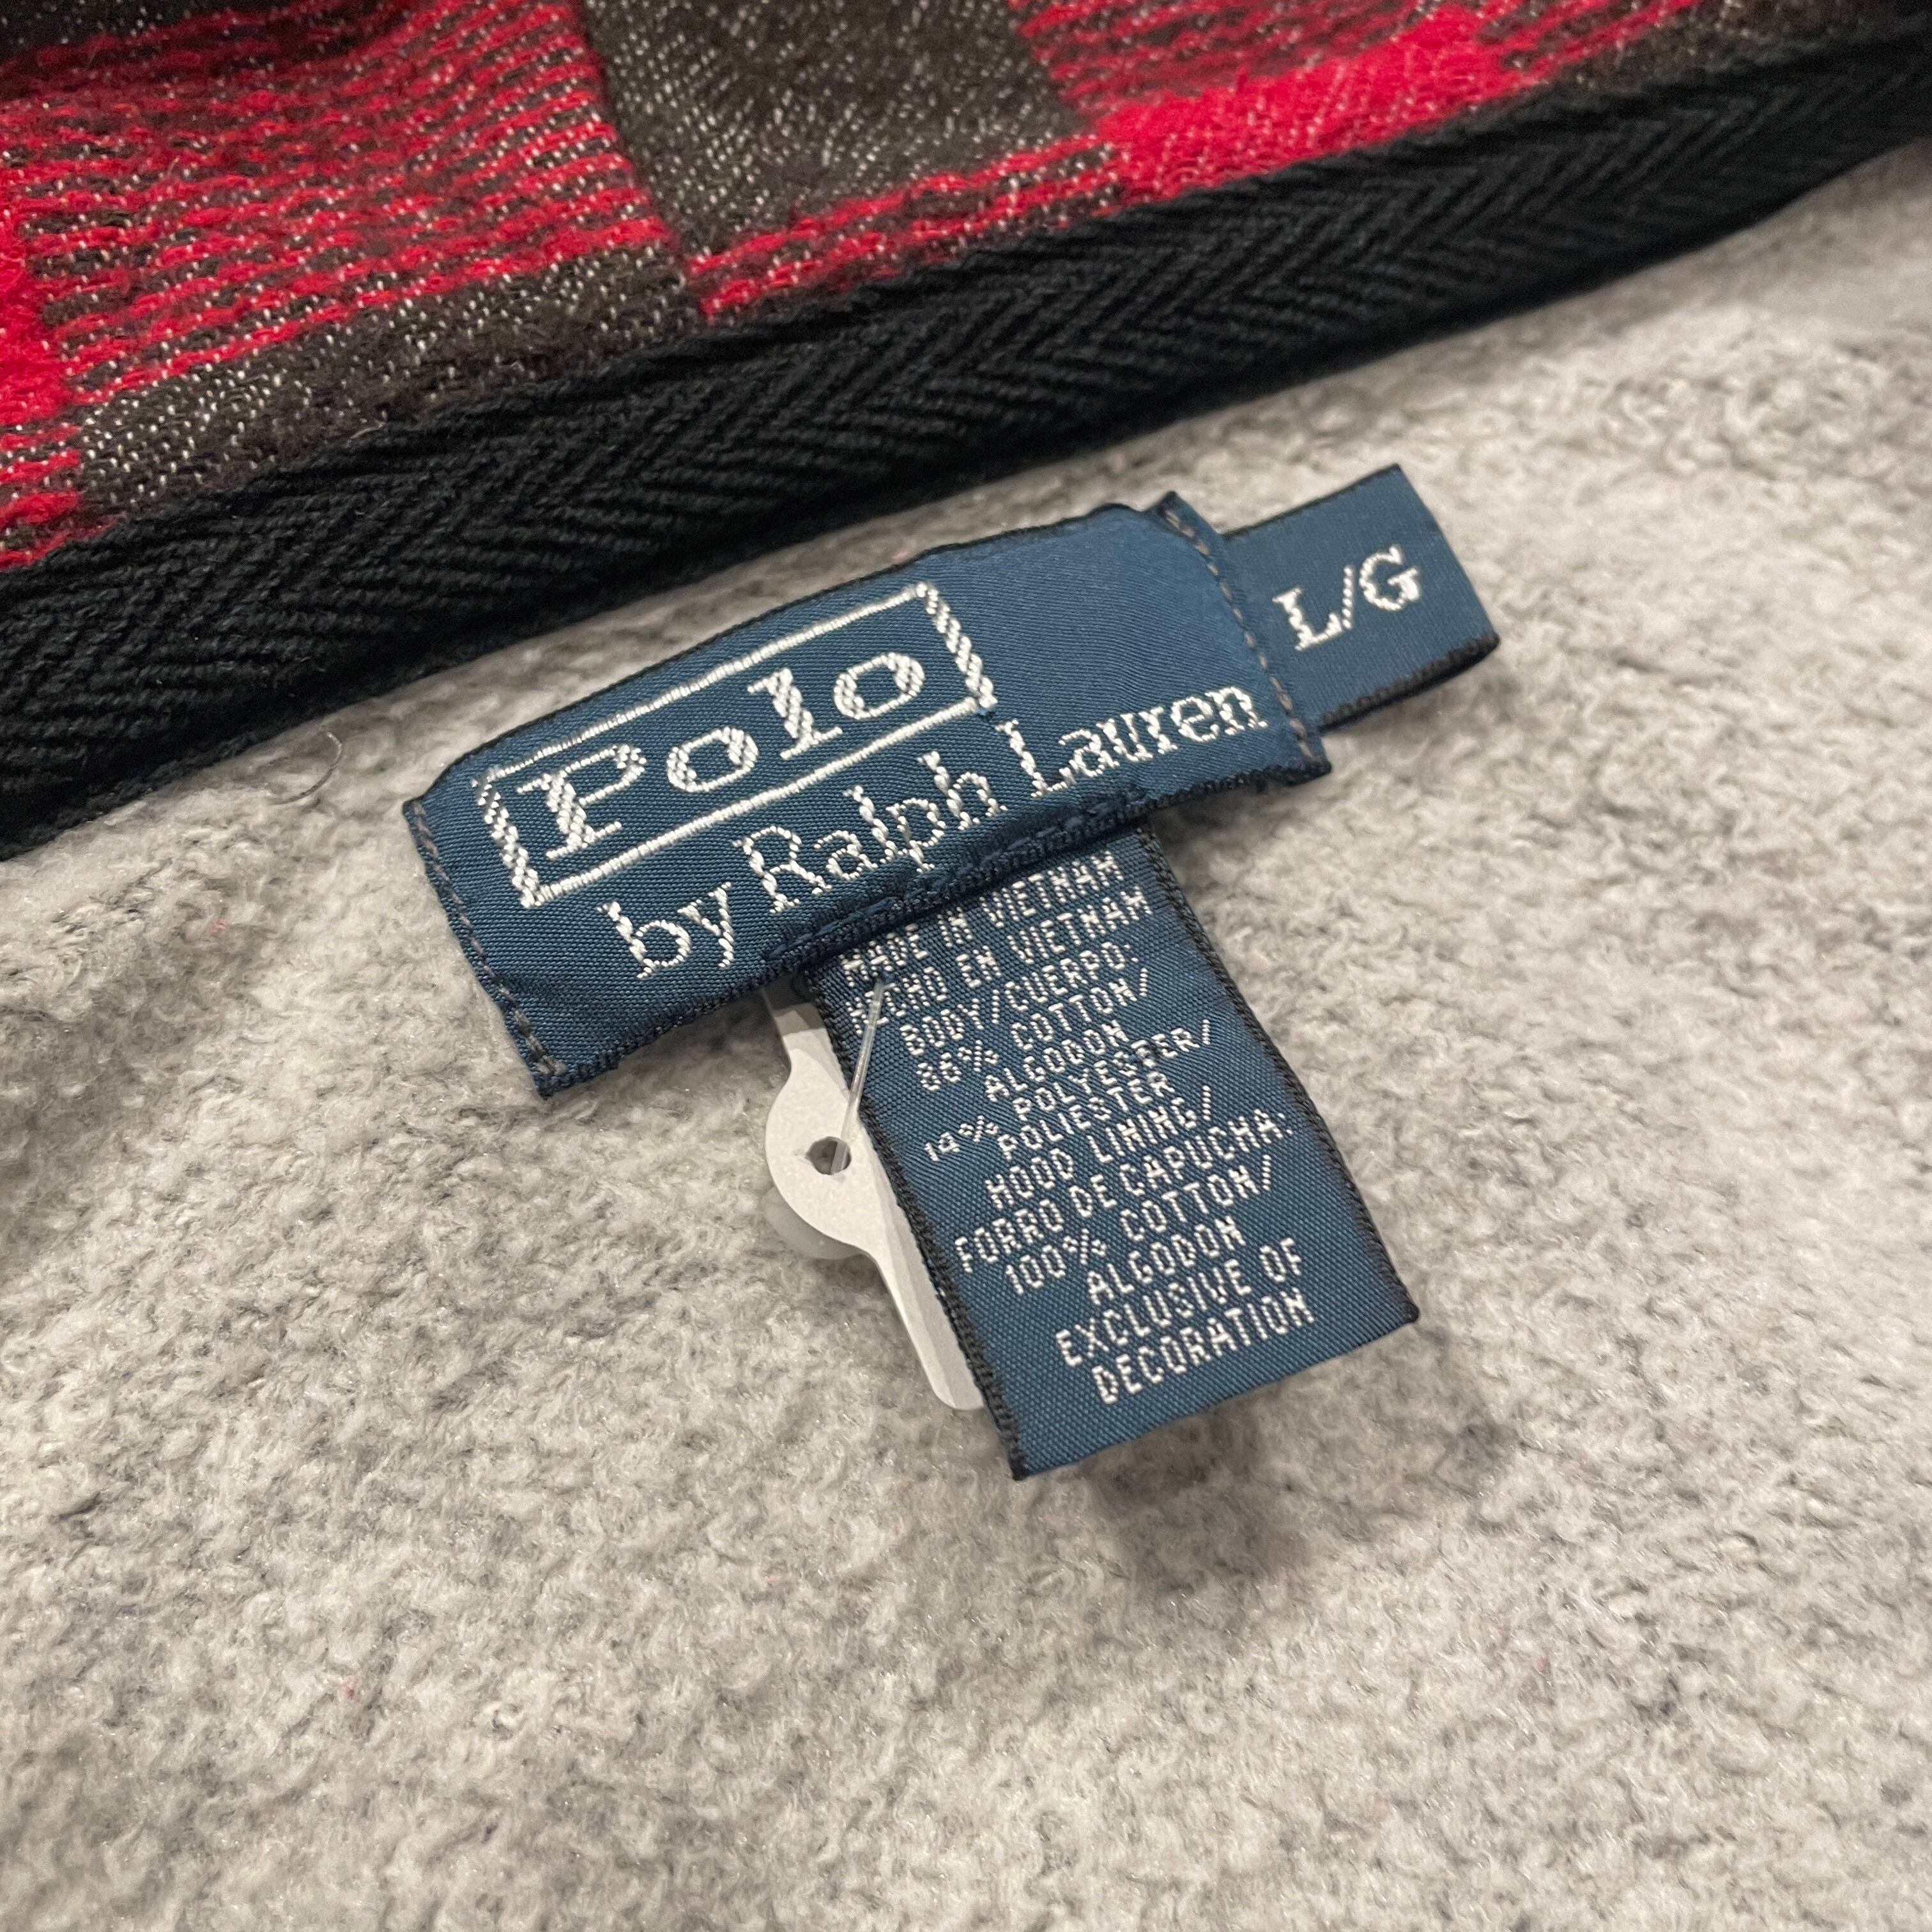 Polo
by Ralph Lauren
L/G
MADE IN VIETNAM
HECHO EN VIETNAM
BODY/CUERPO:
86% COTTON/
ALGODON
14% POLYESTER/
POLIESTER
HOOD LINING/
FORRO DE CAPUCHA:
100% COTTON/
ALGODON
EXCLUSIVE OF
DECORATION